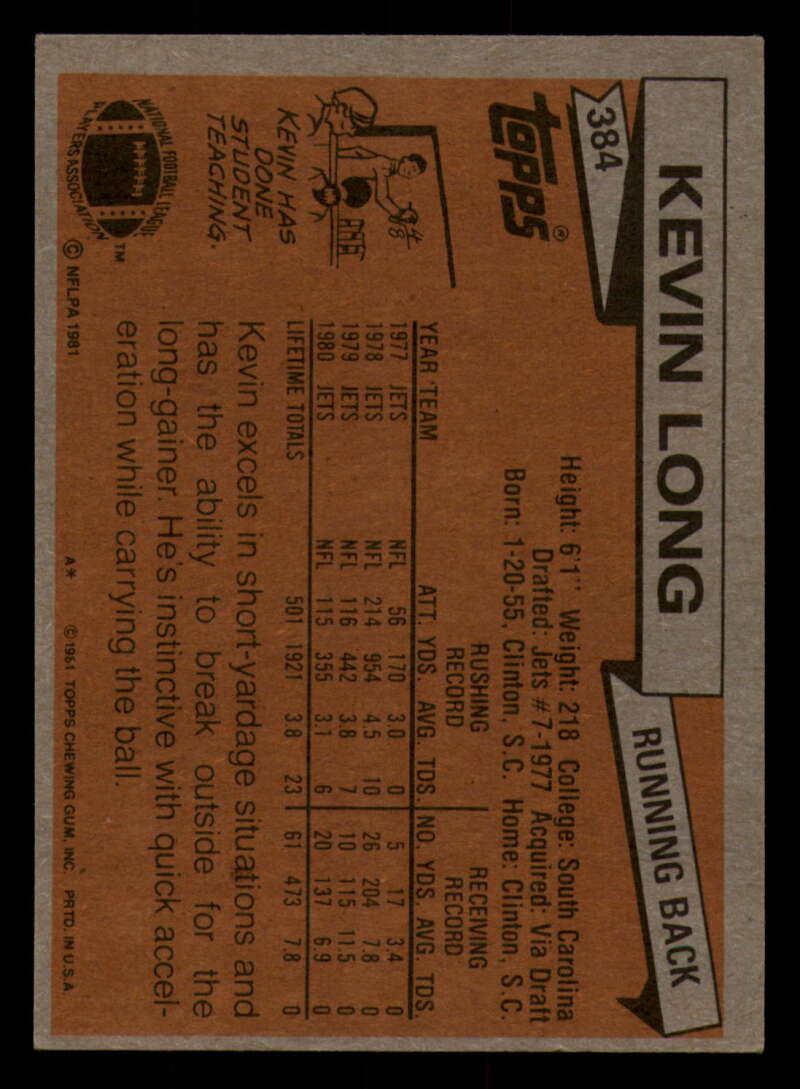 384
KEVIN LONG
RUNNING BACK
TOPPS®
Height: 6'1" Weight: 218 College: South Carolina
Drafted: Jets #7-1977 Acquired: Via Draft
Born: 1-20-55, Clinton, S.C. Home: Clinton, S.C.
RUSHING RECORD RECEIVING RECORD
YEAR TEAM ATT. YDS. AVG. TDS. NO. YDS AVG TDS
1977 JETS NFL 56 170 3.0 0 5 17 3.4 0
1978 JETS NFL 214 954 4.5 10 26 204 7.8 0
1979 JETS NFL 116 442 3.8 7 10 115 11.5 0
1980 JETS NFL 115 355 3.1 6 20 137 6.9 0
LIFETIME TOTALS 501 1921 3.8 23 61 473 7.8 0
4
8
KEVIN HAS
DONE
STUDENT
TEACHING.
Kevin excels in short-yardage situations and
has the ability to break outside for the
long-gainer. He's instinctive with quick accel-
eration while carrying the ball.
NATIONAL FOOTBALL LEAGUE
PLAYERS ASSOCIATION
TM
© NFLPA 1981
A* ©1961 TOPPS CHEWING GUM, INC. PRTD. IN U.S.A.